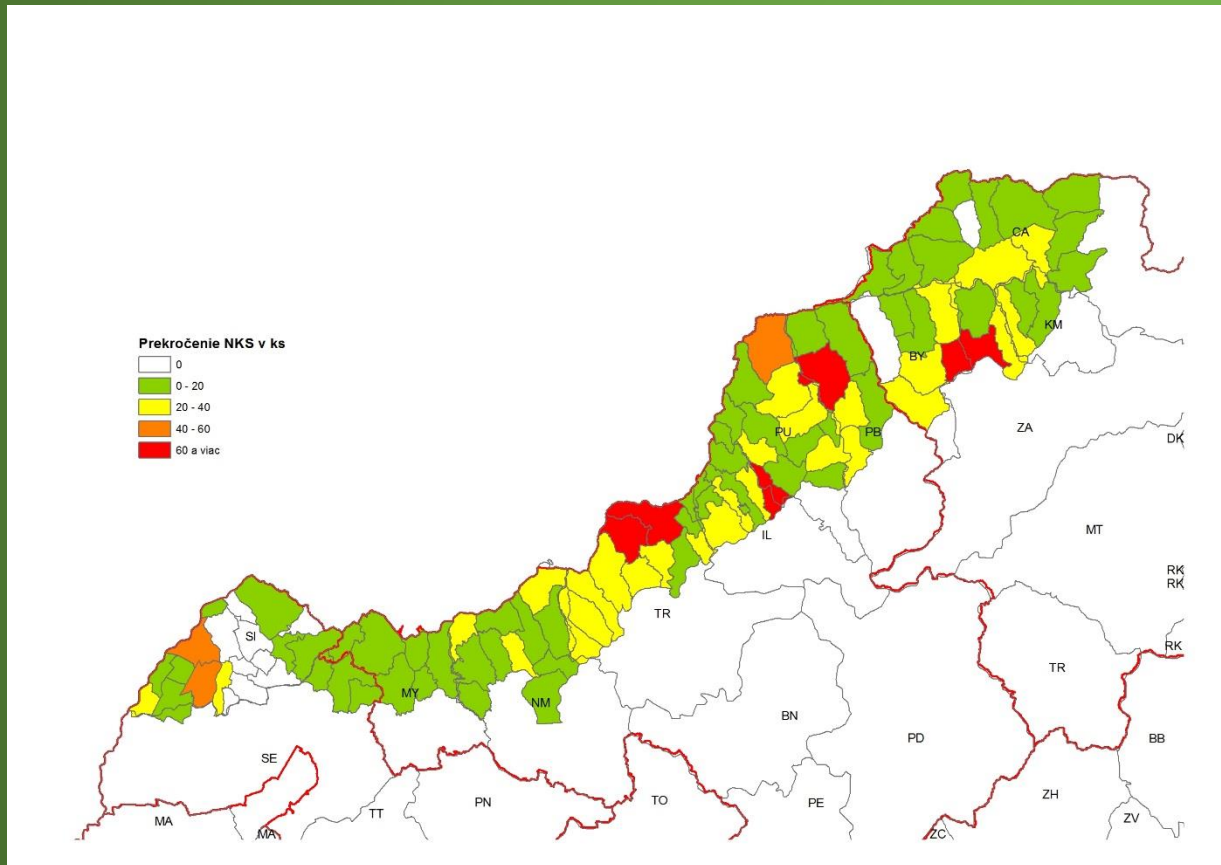 Prekročenie NKS v ks
0
0 - 20
20 - 40
40 - 60
60 a viac
CA
KM
BY
ZA
DK
PU
PB
MT
IL
RK
RK
TR
SI
TR
RK
MY
NM
BN
PD
BB
SE
PN
TO
PE
ZH
MA
MA
TT
ZC
ZV